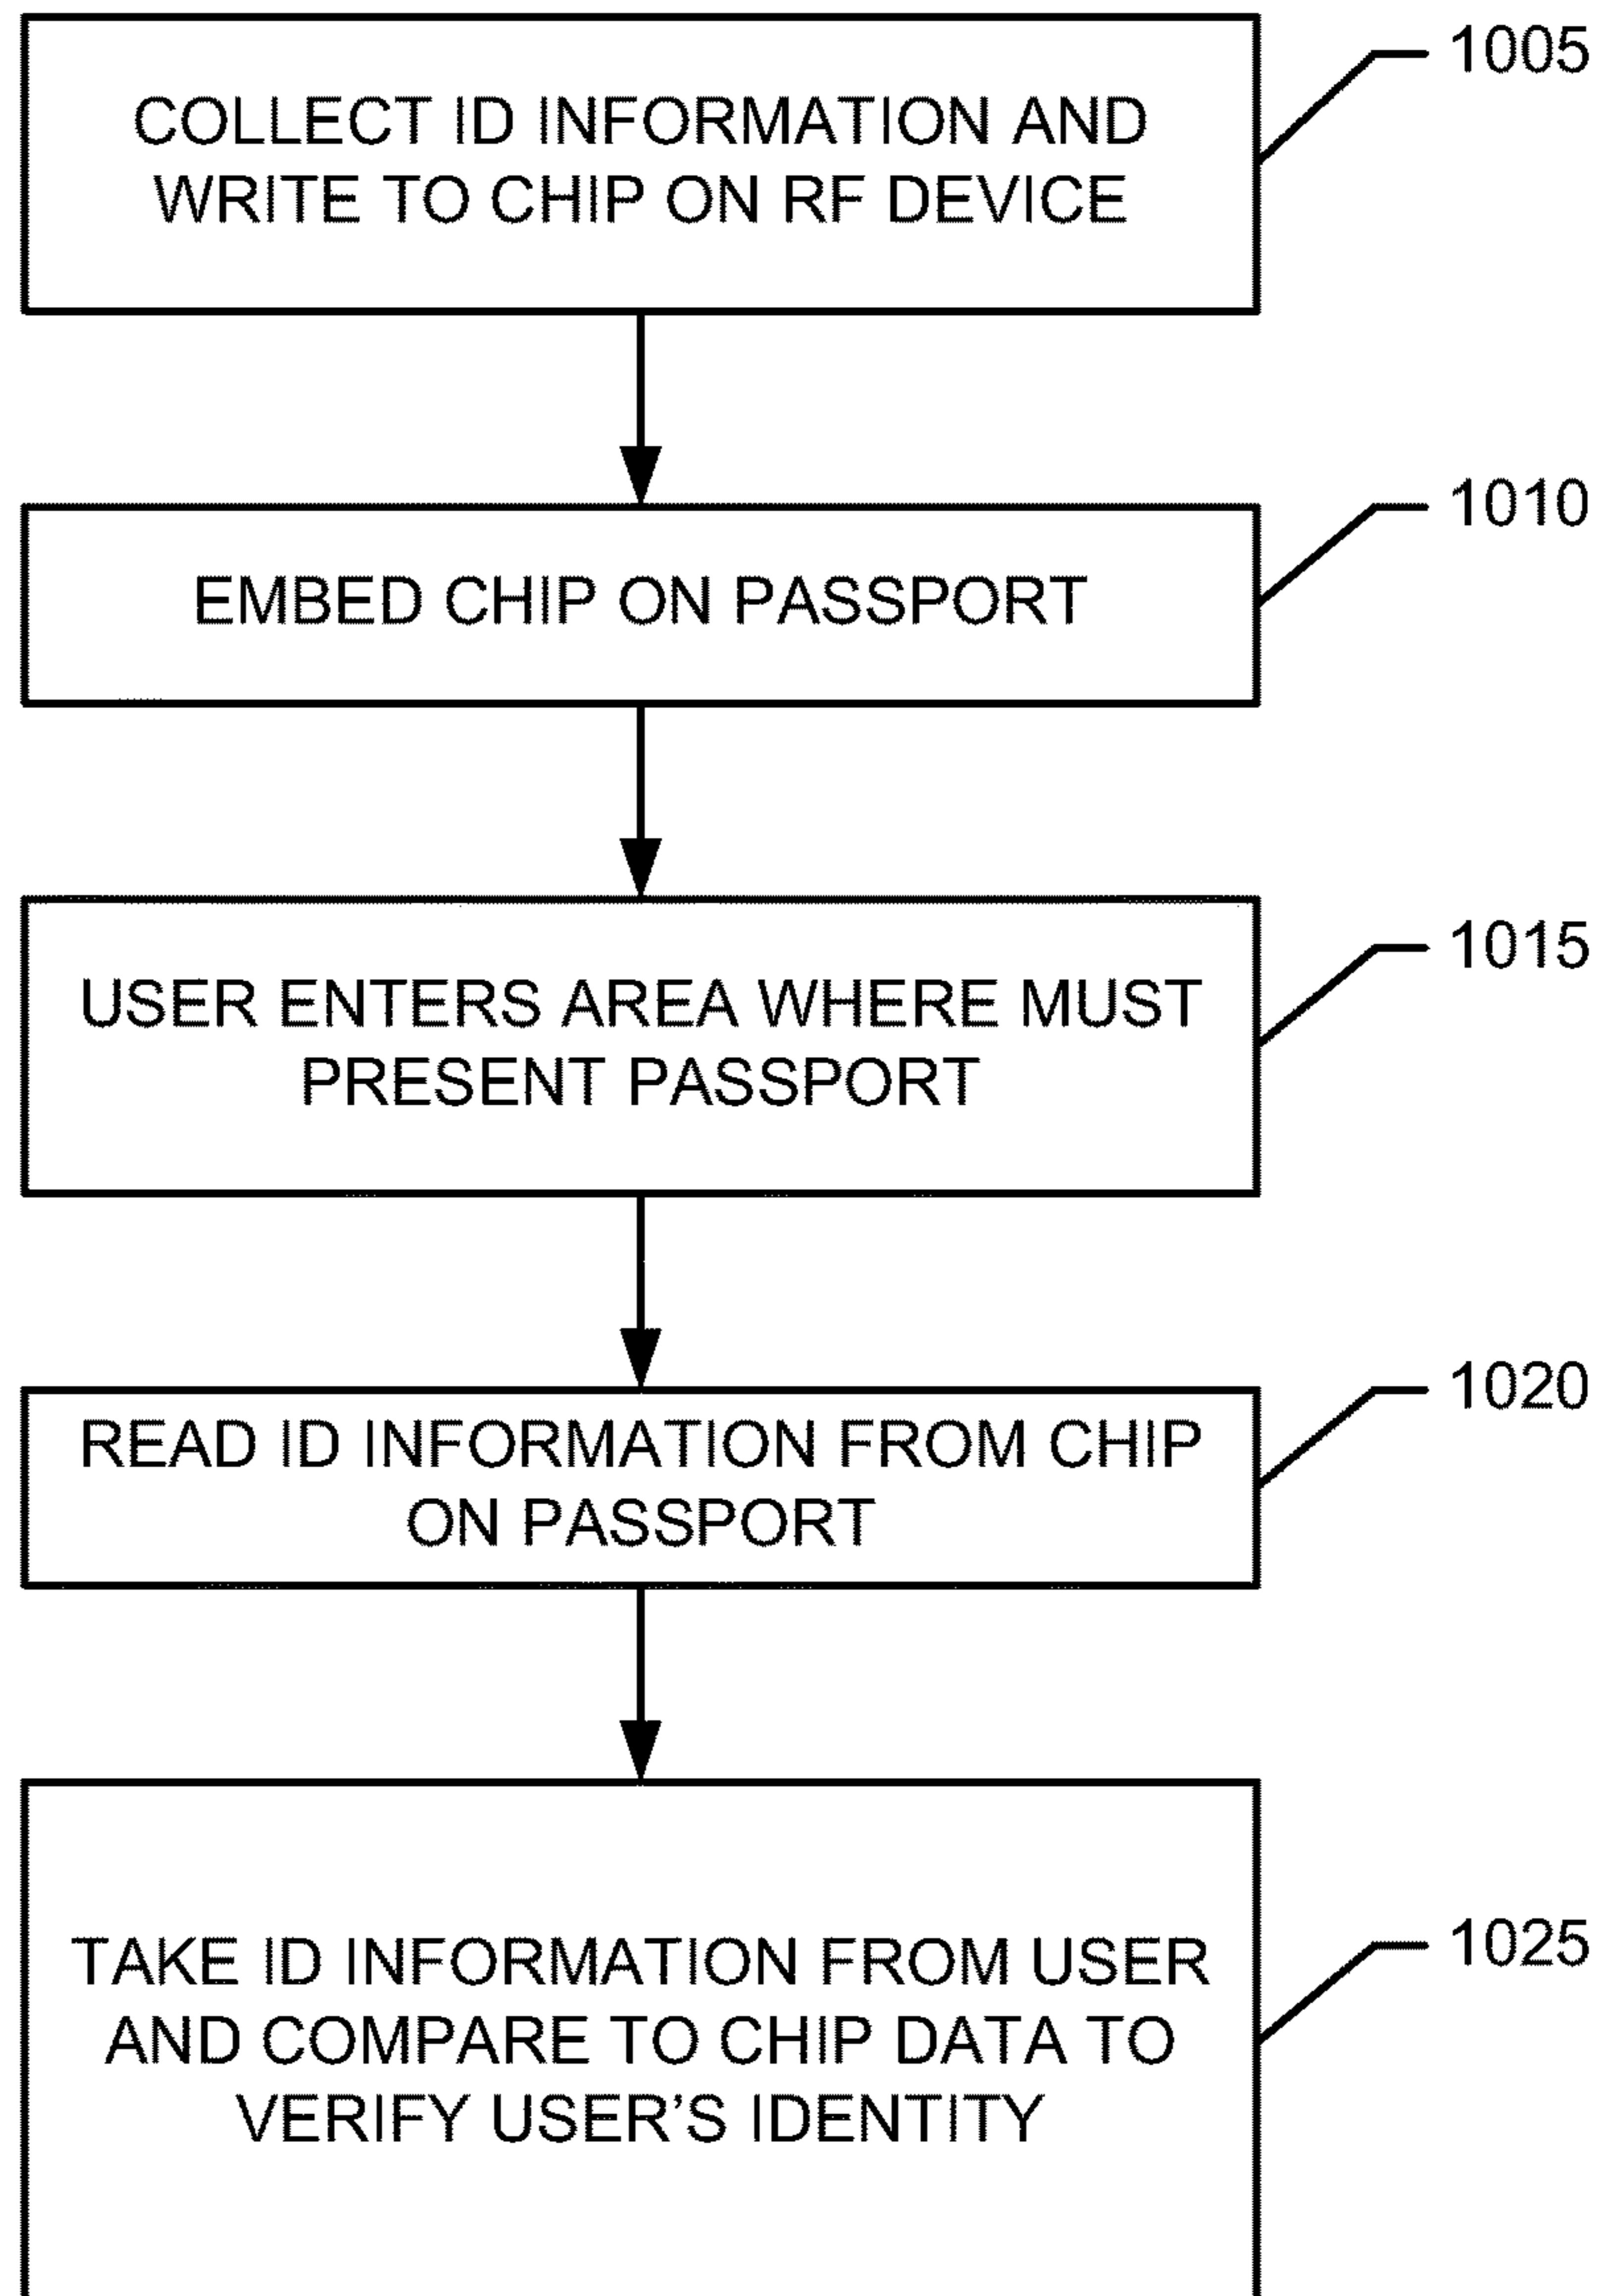 1005
COLLECT ID INFORMATION AND
WRITE TO CHIP ON RF DEVICE
1010
EMBED CHIP ON PASSPORT
1015
USER ENTERS AREA WHERE MUST
PRESENT PASSPORT
1020
READ ID INFORMATION FROM CHIP
ON PASSPORT
1025
TAKE ID INFORMATION FROM USER
AND COMPARE TO CHIP DATA TO
VERIFY USER’S IDENTITY